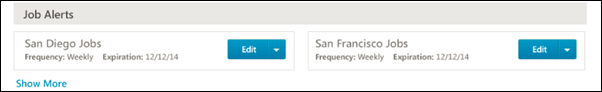 Job Alerts
San Diego Jobs
Frequency: Weekly Expiration: 12/12/14
Edit
San Francisco Jobs
Frequency: Weekly Expiration: 12/12/14
Edit
Show More